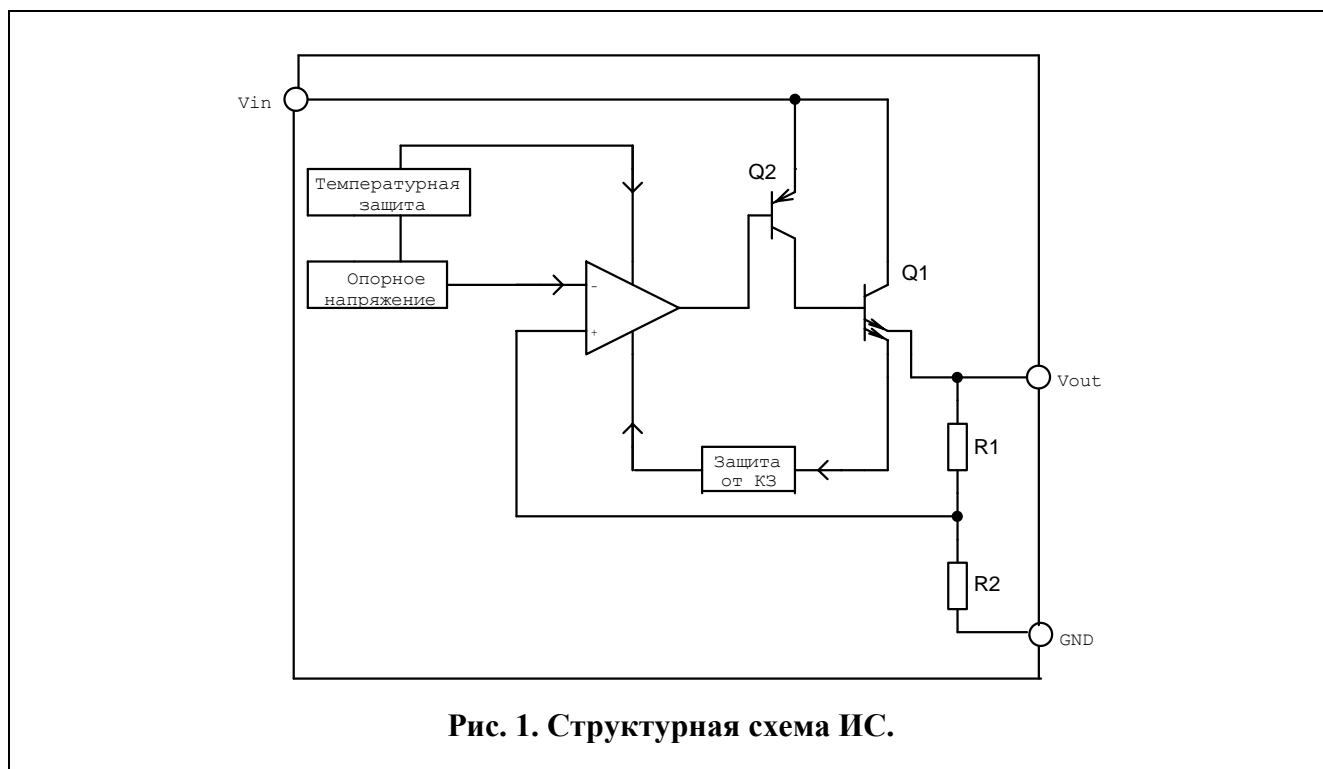 Vin
Температурная
защита
Опорное
напряжение
Q2
Q1
-
+
Vout
R1
Защита
от КЗ
R2
GND
Рис. 1. Структурная схема ИС.